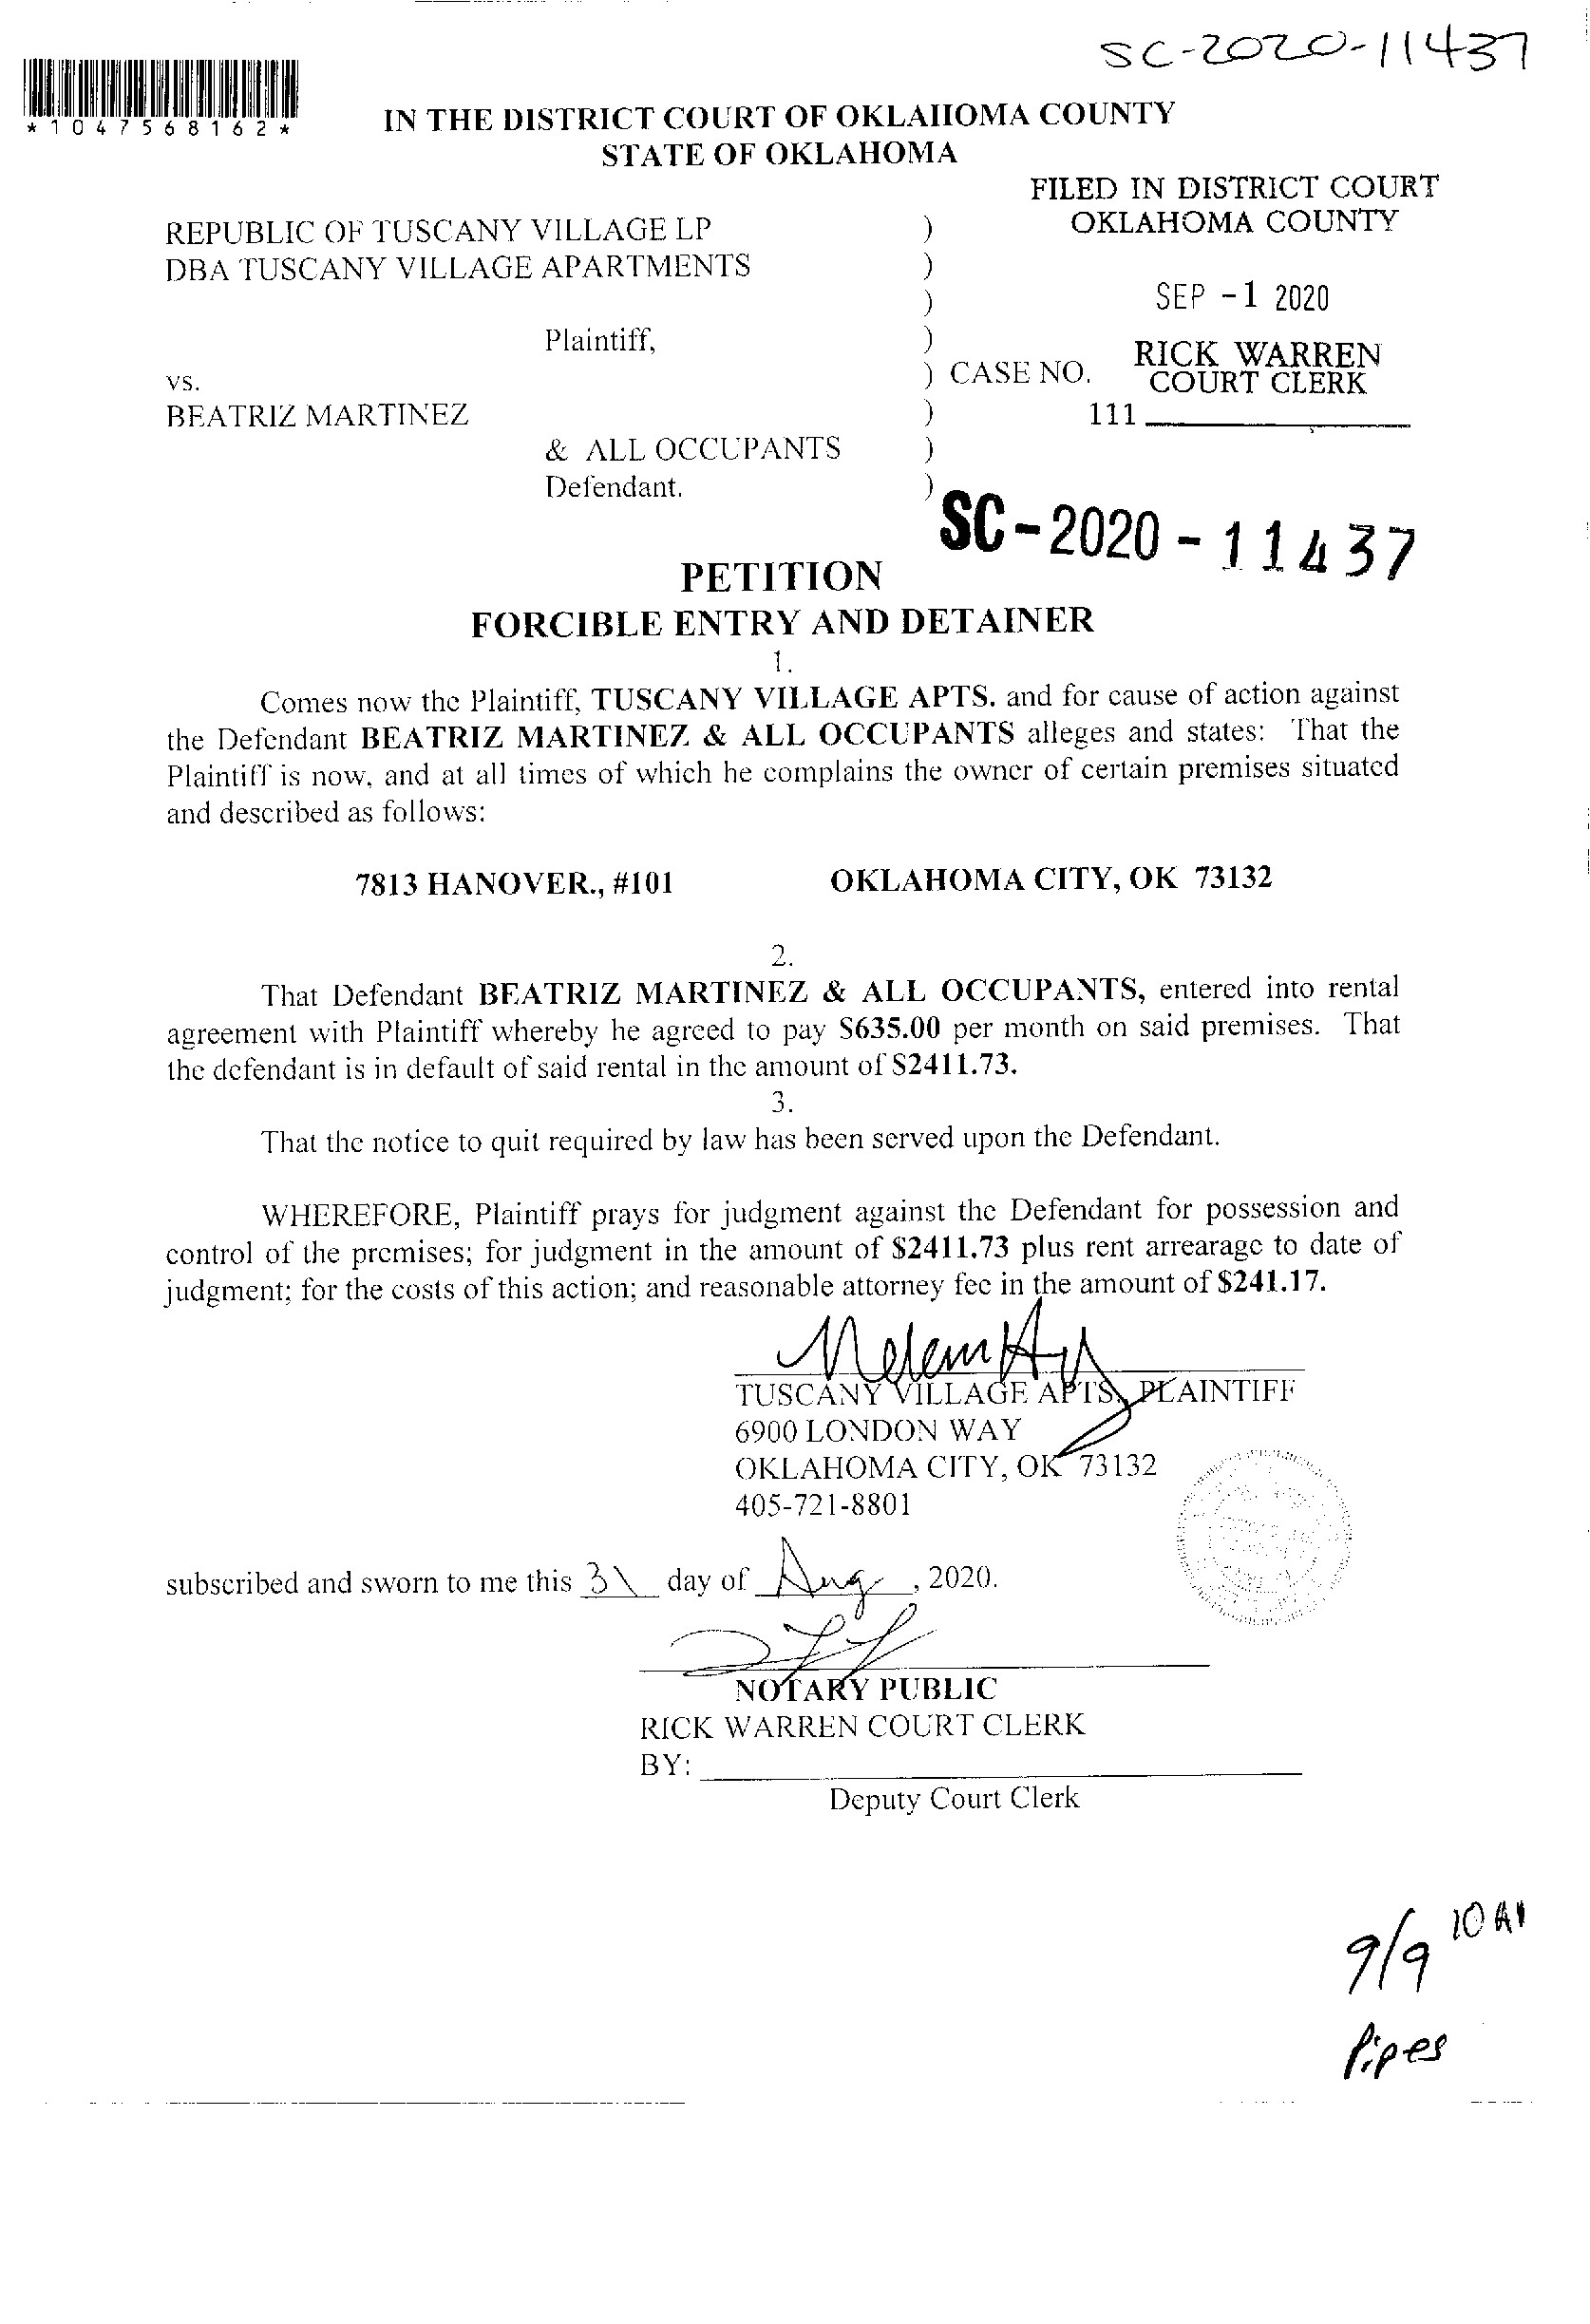 SC-2020-11437
*1047568162*
IN THE DISTRICT COURT OF OKLAHOMA COUNTY
STATE OF OKLAHOMA
FILED IN DISTRICT COURT
OKLAHOMA COUNTY
REPUBLIC OF TUSCANY VILLAGE LP )
DBA TUSCANY VILLAGE APARTMENTS )
)
SEP -1 2020
Plaintiff, )
RICK WARREN
COURT CLERK
vs. ) CASE NO.
BEATRIZ MARTINEZ )
111
& ALL OCCUPANTS )
Defendant. )
SC-2020-11437
PETITION
FORCIBLE ENTRY AND DETAINER
1.
Comes now the Plaintiff, TUSCANY VILLAGE APTS. and for cause of action against
the Defendant BEATRIZ MARTINEZ & ALL OCCUPANTS alleges and states: That the
Plaintiff is now, and at all times of which he complains the owner of certain premises situated
and described as follows:
7813 HANOVER., #101 OKLAHOMA CITY, OK 73132
2.
That Defendant BEATRIZ MARTINEZ & ALL OCCUPANTS, entered into rental
agreement with Plaintiff whereby he agreed to pay $635.00 per month on said premises. That
the defendant is in default of said rental in the amount of $2411.73.
3.
That the notice to quit required by law has been served upon the Defendant.
WHEREFORE, Plaintiff prays for judgment against the Defendant for possession and
control of the premises; for judgment in the amount of $2411.73 plus rent arrearage to date of
judgment; for the costs of this action; and reasonable attorney fee in the amount of $241.17.
TUSCANY VILLAGE APTS, PLAINTIFF
6900 LONDON WAY
OKLAHOMA CITY, OK 73132
405-721-8801
subscribed and sworn to me this 31 day of Aug, 2020.
NOTARY PUBLIC
RICK WARREN COURT CLERK
BY:
Deputy Court Clerk
9/9 10 AM
Pipes